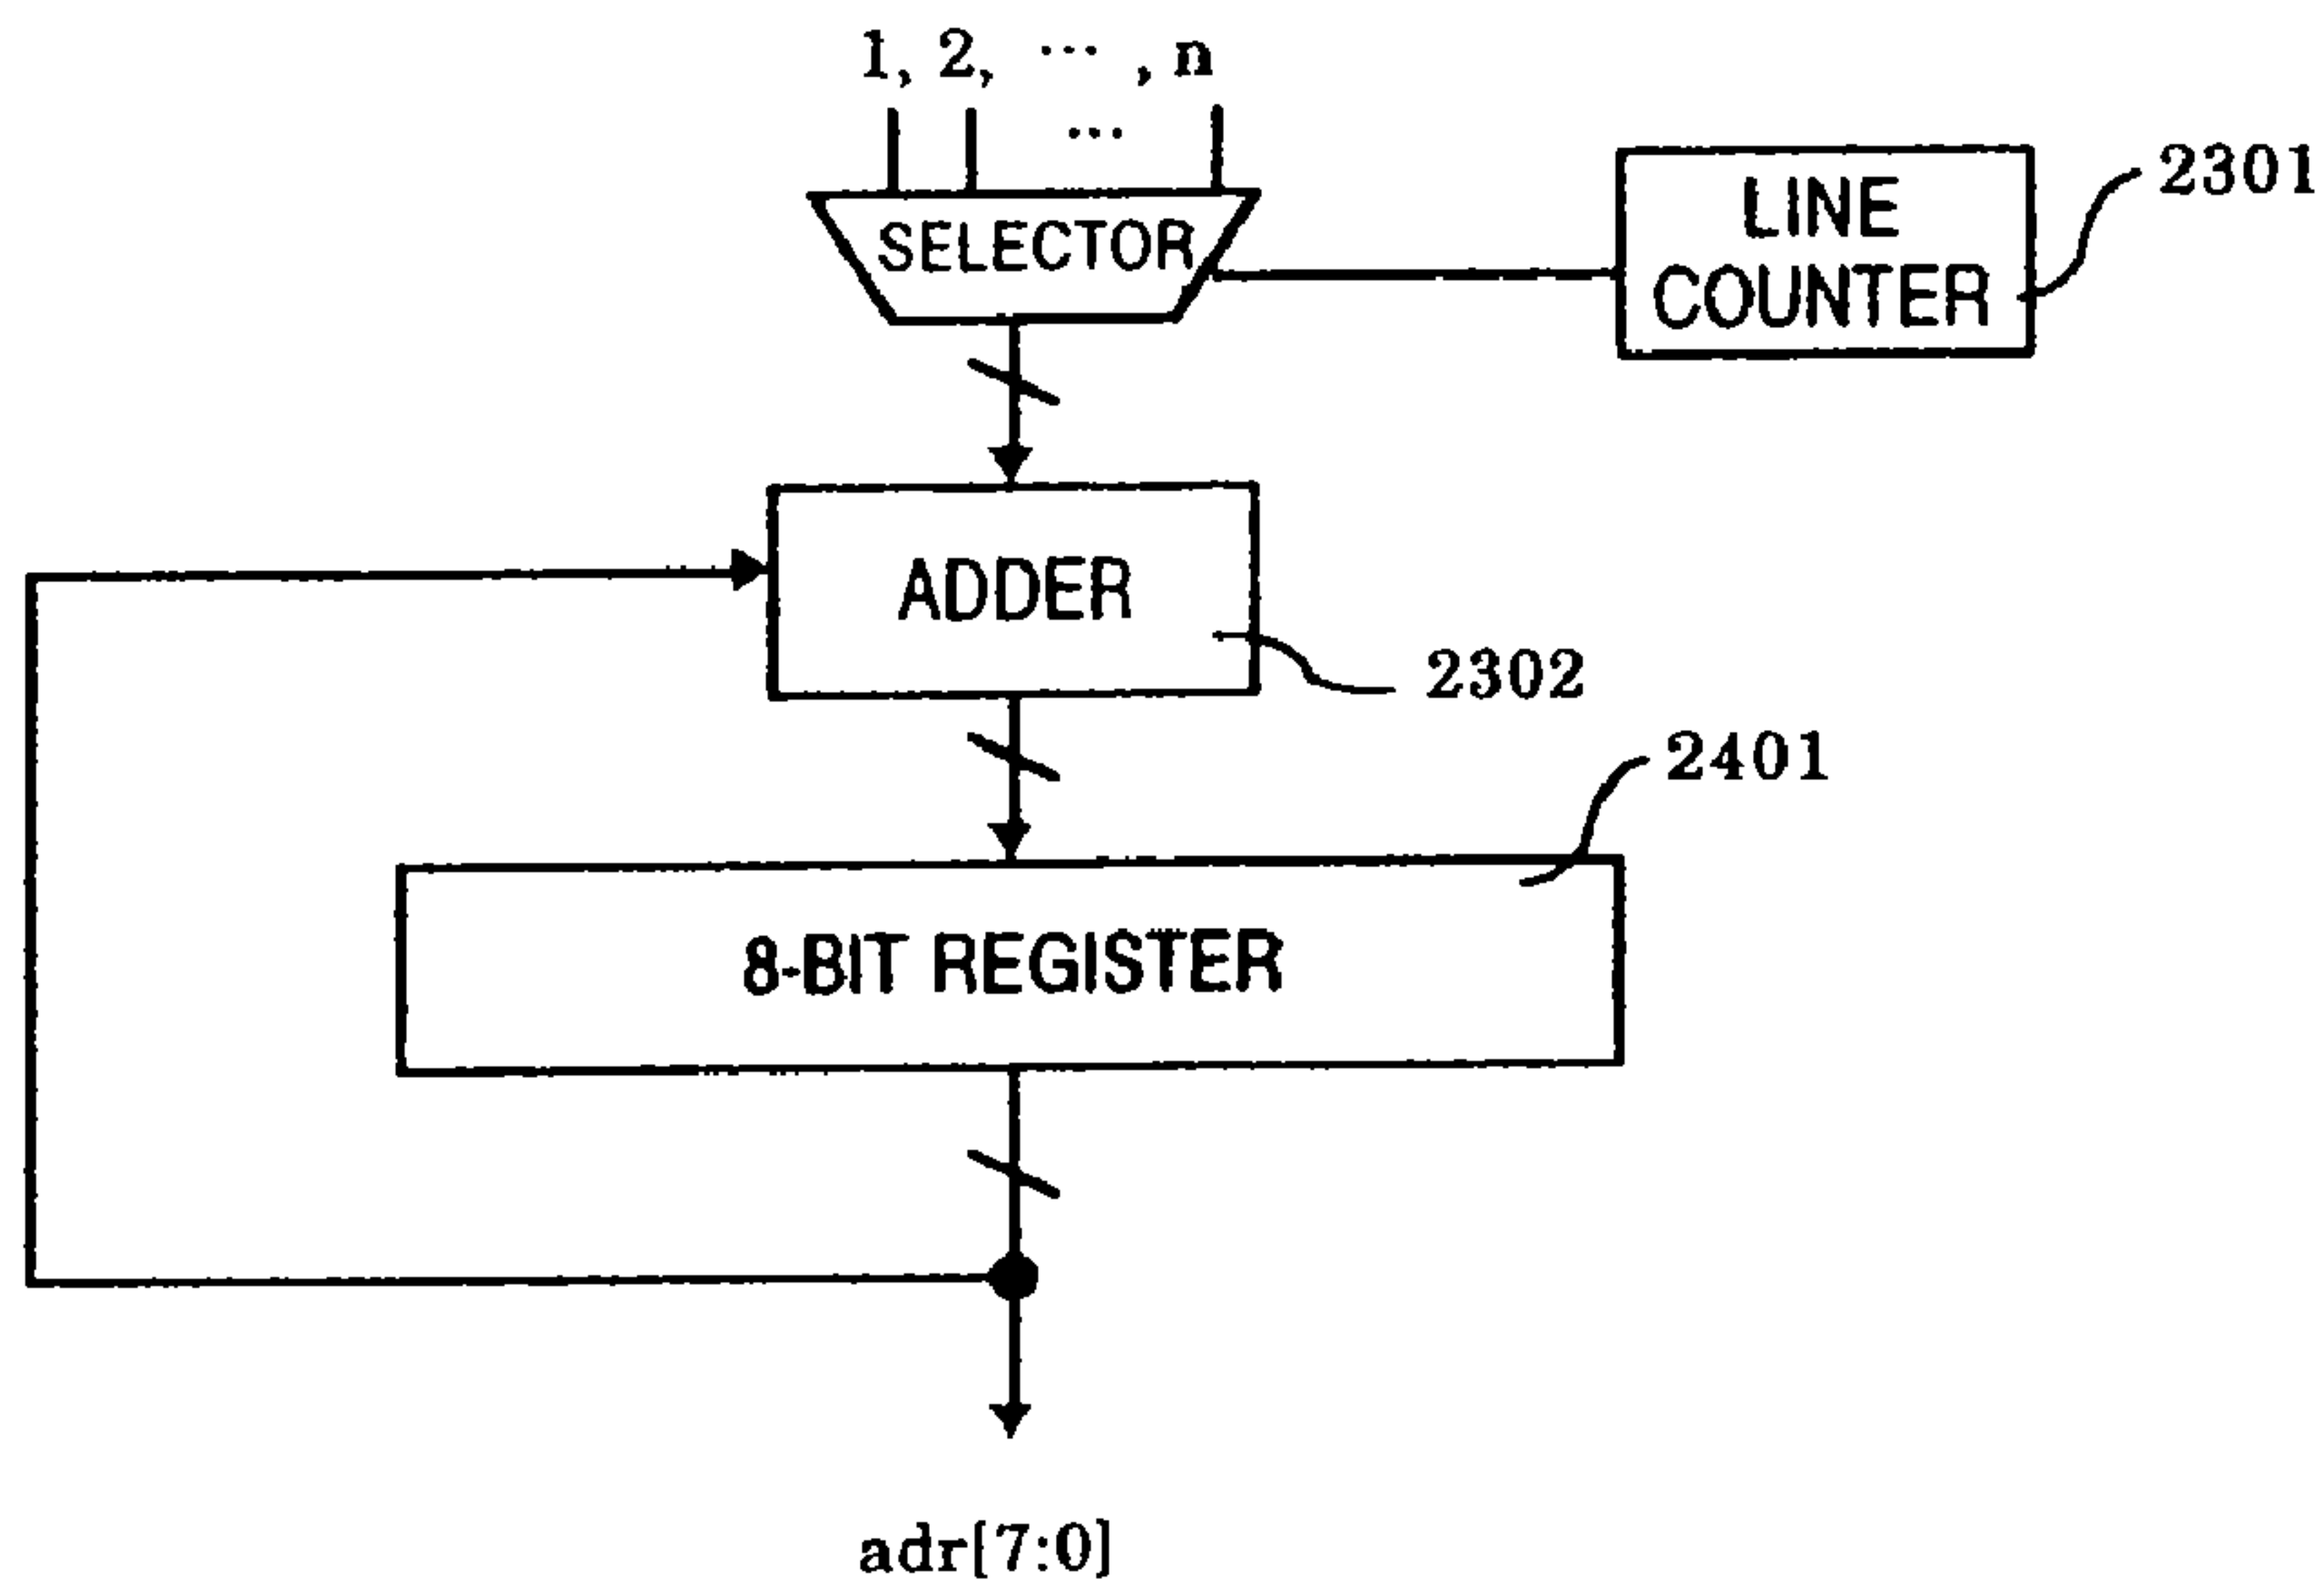 1, 2, ··· , n
···
SELECTOR
LINE
COUNTER
2301
ADDER
2302
2401
8-BIT REGISTER
adr[7:0]